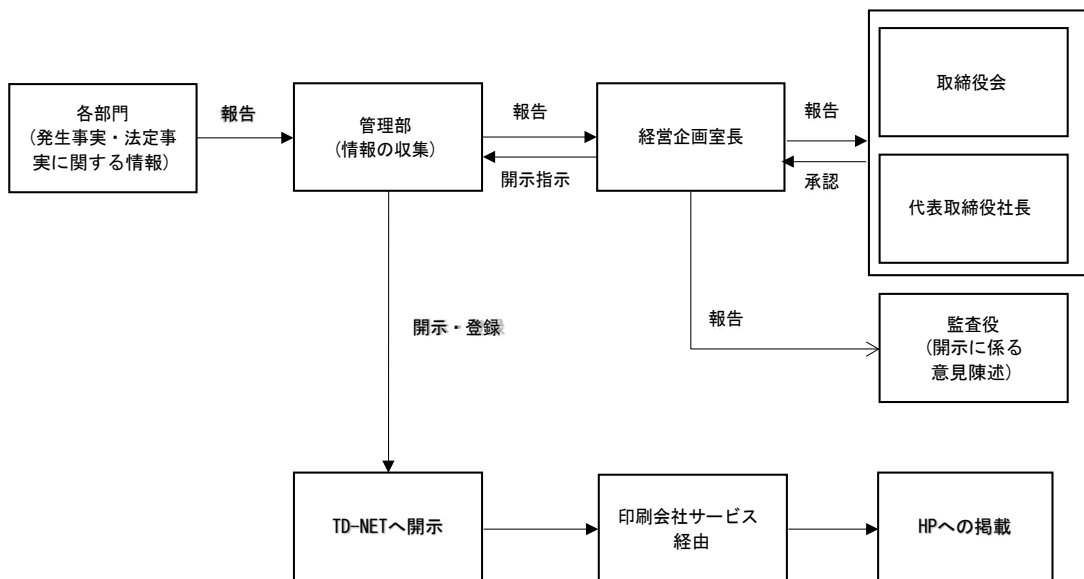 各部門
(発生事実・法定事
実に関する情報)
報告
管理部
(情報の収集)
報告
開示指示
経営企画室長
報告
承認
取締役会
代表取締役社長
報告
監査役
(開示に係る
意見陳述)
開示・登録
TD-NETへ開示
印刷会社サービス
経由
HPへの掲載